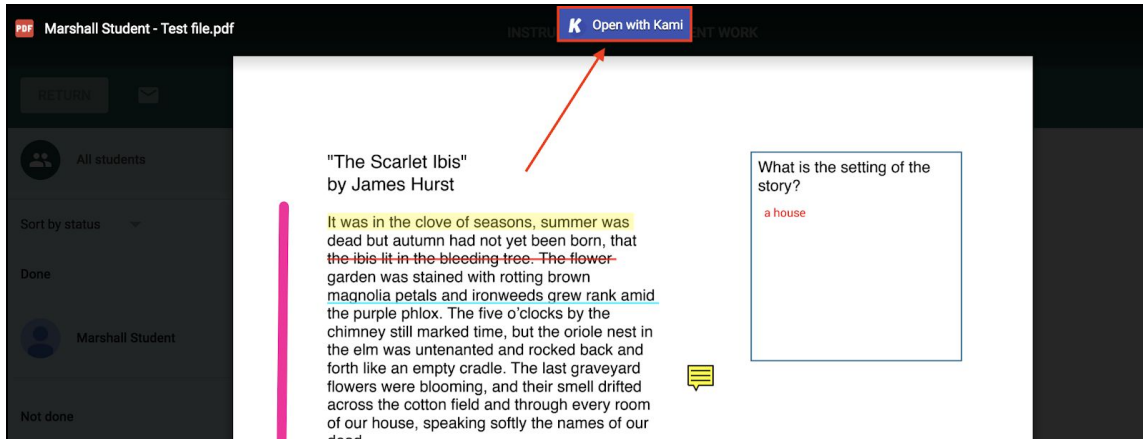 PDF Marshall Student - Test file.pdf
K Open with Kami
RETURN
All students
Sort by status
Done
Marshall Student
Not done
"The Scarlet Ibis"
by James Hurst
It was in the clove of seasons, summer was
dead but autumn had not yet been born, that
the ibis lit in the bleeding tree. The flower
garden was stained with rotting brown
magnolia petals and ironweeds grew rank amid
the purple phlox. The five o'clocks by the
chimney still marked time, but the oriole nest in
the elm was untenanted and rocked back and
forth like an empty cradle. The last graveyard
flowers were blooming, and their smell drifted
across the cotton field and through every room
of our house, speaking softly the names of our
What is the setting of the
story?
a house